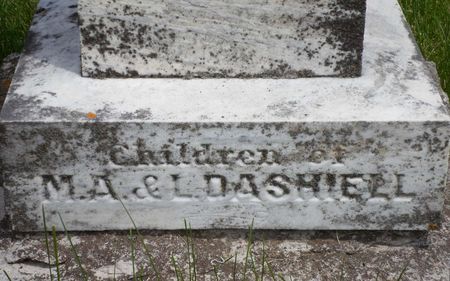 Children of
M.A. & L. DASHIELL